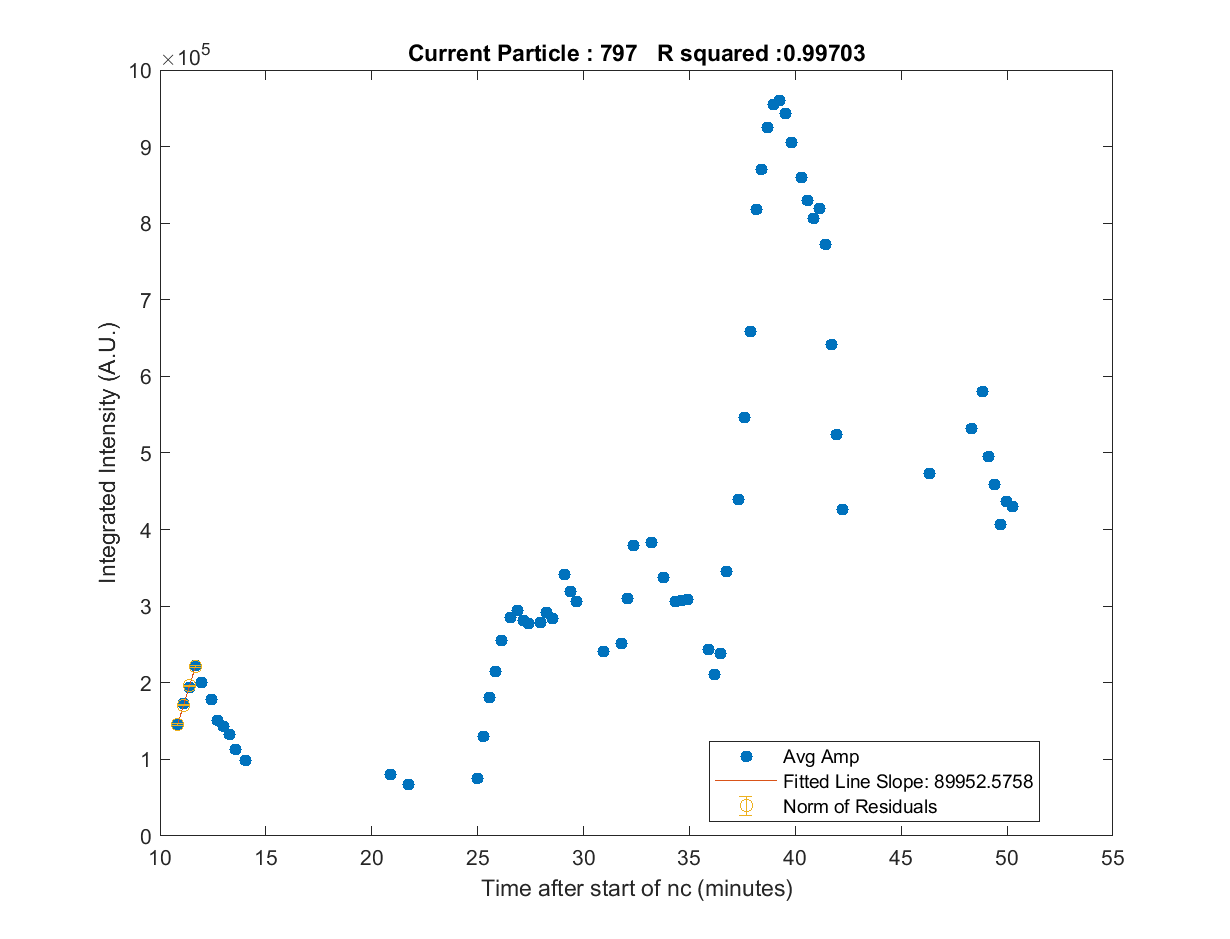 Current Particle : 797 R squared :0.99703
×10^5
10
9
8
7
6
5
4
3
2
1
0
Integrated Intensity (A.U.)
Avg Amp
Fitted Line Slope: 89952.5758
Norm of Residuals
10 15 20 25 30 35 40 45 50 55
Time after start of nc (minutes)